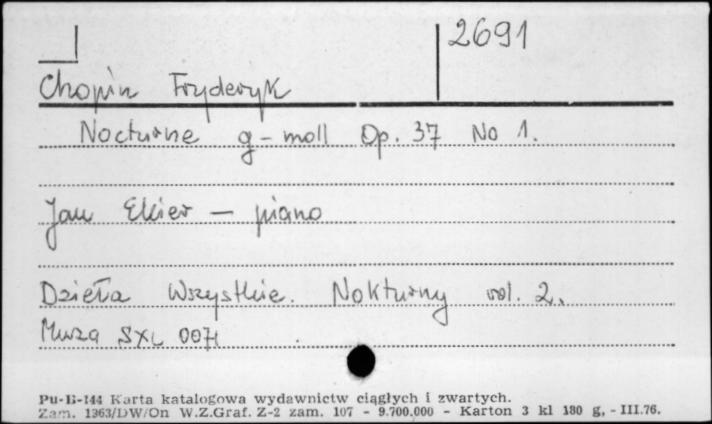 2691
Chopin Fryderyk
Nocturne g-moll Op. 37 No 1.
Jan Ekier — piano
Dzieła Wszystkie. Nokturny vol. 2.
Muza SXL 0071
Pu-B-144 Karta katalogowa wydawnictw ciągłych i zwartych.
Zam. 1363/DW/On W.Z.Graf. Z-2 zam. 107 - 9.700.000 - Karton 3 kl 180 g, - III.76.